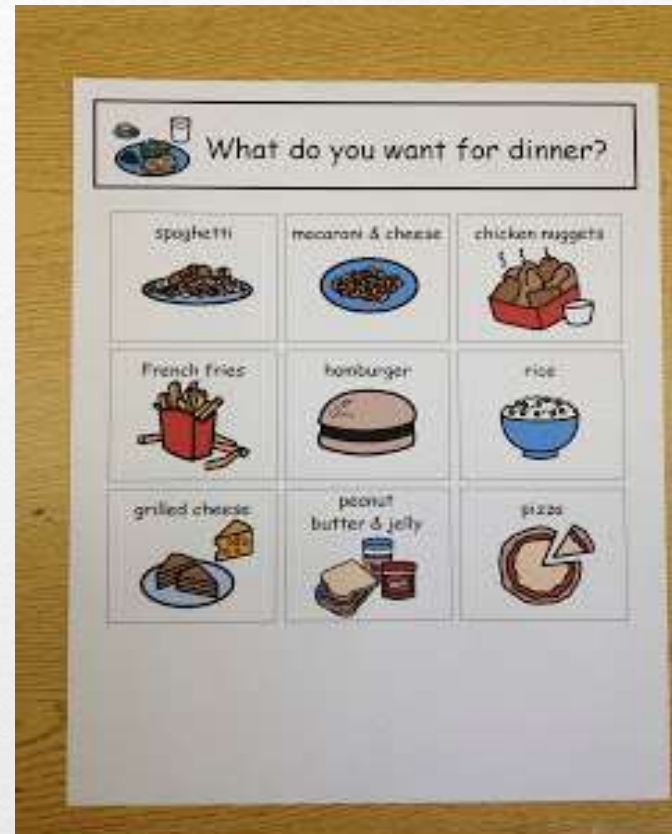 What do you want for dinner?
spaghetti
macaroni & cheese
chicken nuggets
French fries
hamburger
rice
grilled cheese
peanut
butter & jelly
pizza